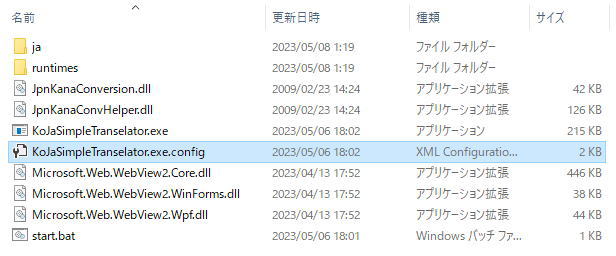 名前 更新日時 種類 サイズ
ja 2023/05/08 1:19 ファイル フォルダー
runtimes 2023/05/08 1:19 ファイル フォルダー
JpnKanaConversion.dll 2009/02/23 14:24 アプリケーション拡張 42 KB
JpnKanaConvHelper.dll 2009/02/23 14:24 アプリケーション拡張 126 KB
KoJaSimpleTranselator.exe 2023/05/06 18:02 アプリケーション 215 KB
KoJaSimpleTranselator.exe.config 2023/05/06 18:02 XML Configuratio... 2 KB
Microsoft.Web.WebView2.Core.dll 2023/04/13 17:52 アプリケーション拡張 446 KB
Microsoft.Web.WebView2.WinForms.dll 2023/04/13 17:52 アプリケーション拡張 38 KB
Microsoft.Web.WebView2.Wpf.dll 2023/04/13 17:52 アプリケーション拡張 44 KB
start.bat 2023/05/06 18:01 Windows バッチ ファ... 1 KB